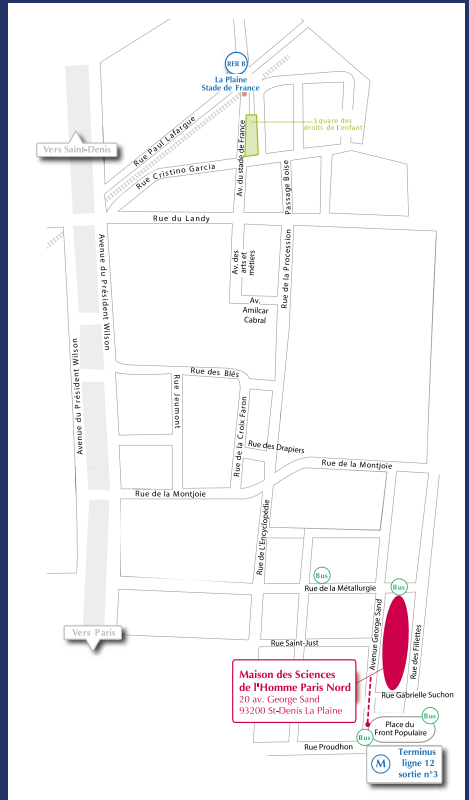 RER B
La Plaine
Stade de France
Square des
droits de l'enfant
Rue Paul Lafargue
Vers Saint-Denis
Av. du stade de France
Passage Boise
Rue Cristino Garcia
Rue du Landy
Avenue du Président Wilson
Av. des
arts et
métiers
Rue de la Procession
Av.
Amilcar
Cabral
Avenue du Président Wilson
Rue des Blés
Rue Jaumont
Rue de la Croix Faron
Rue des Drapiers
Rue de la Montjoie
Rue de la Montjoie
Rue de L'Encyclopédie
Bus
Rue de la Métallurgie
Bus
Vers Paris
Avenue George Sand
Rue des Fillettes
Rue Saint-Just
Maison des Sciences
de l'Homme Paris Nord
20 av. George Sand
93200 St-Denis La Plaine
Rue Gabrielle Suchon
Bus
Place du
Front Populaire
Bus
Rue Proudhon
M
Terminus
ligne 12
sortie n°3